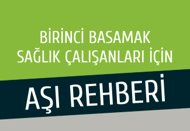 BİRİNCİ BASAMAK
SAĞLIK ÇALIŞANLARI İÇİN
AŞI REHBERİ